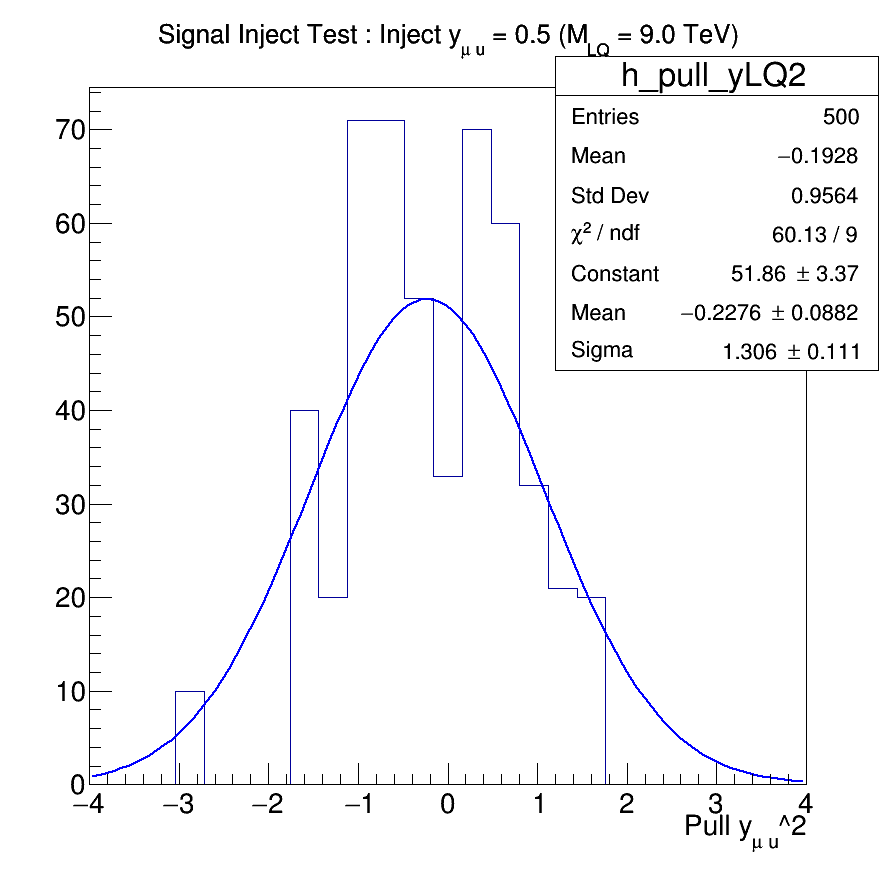 Signal Inject Test : Inject y_μ u = 0.5 (M_LQ = 9.0 TeV)
h_pull_yLQ2
Entries 500
Mean −0.1928
Std Dev 0.9564
χ² / ndf 60.13 / 9
Constant 51.86 ± 3.37
Mean −0.2276 ± 0.0882
Sigma 1.306 ± 0.111
70
60
50
40
30
20
10
0
−4 −3 −2 −1 0 1 2 3 4
Pull y_μ u^2